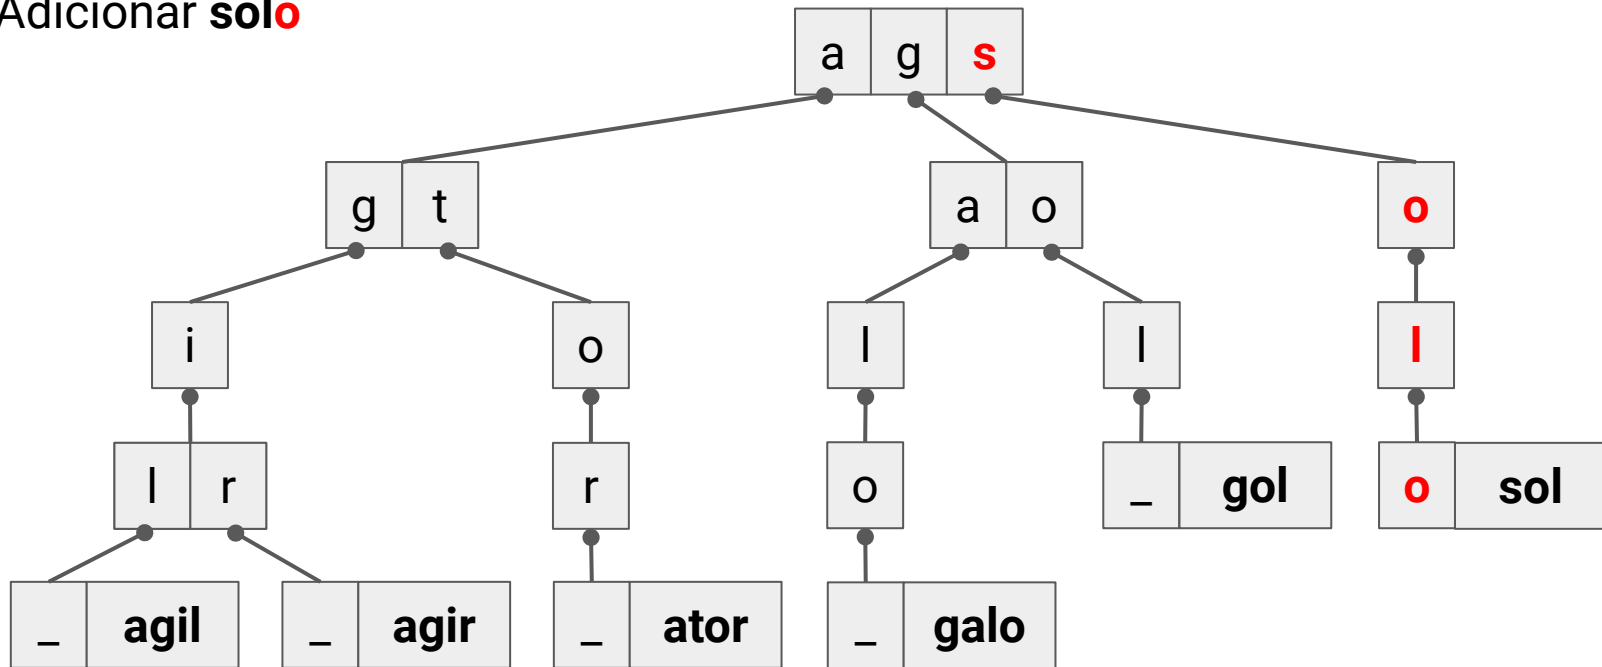 Adicionar solo
a g s
g t a o o
i o l l l
l r r o _ gol o sol
_ agil _ agir _ ator _ galo